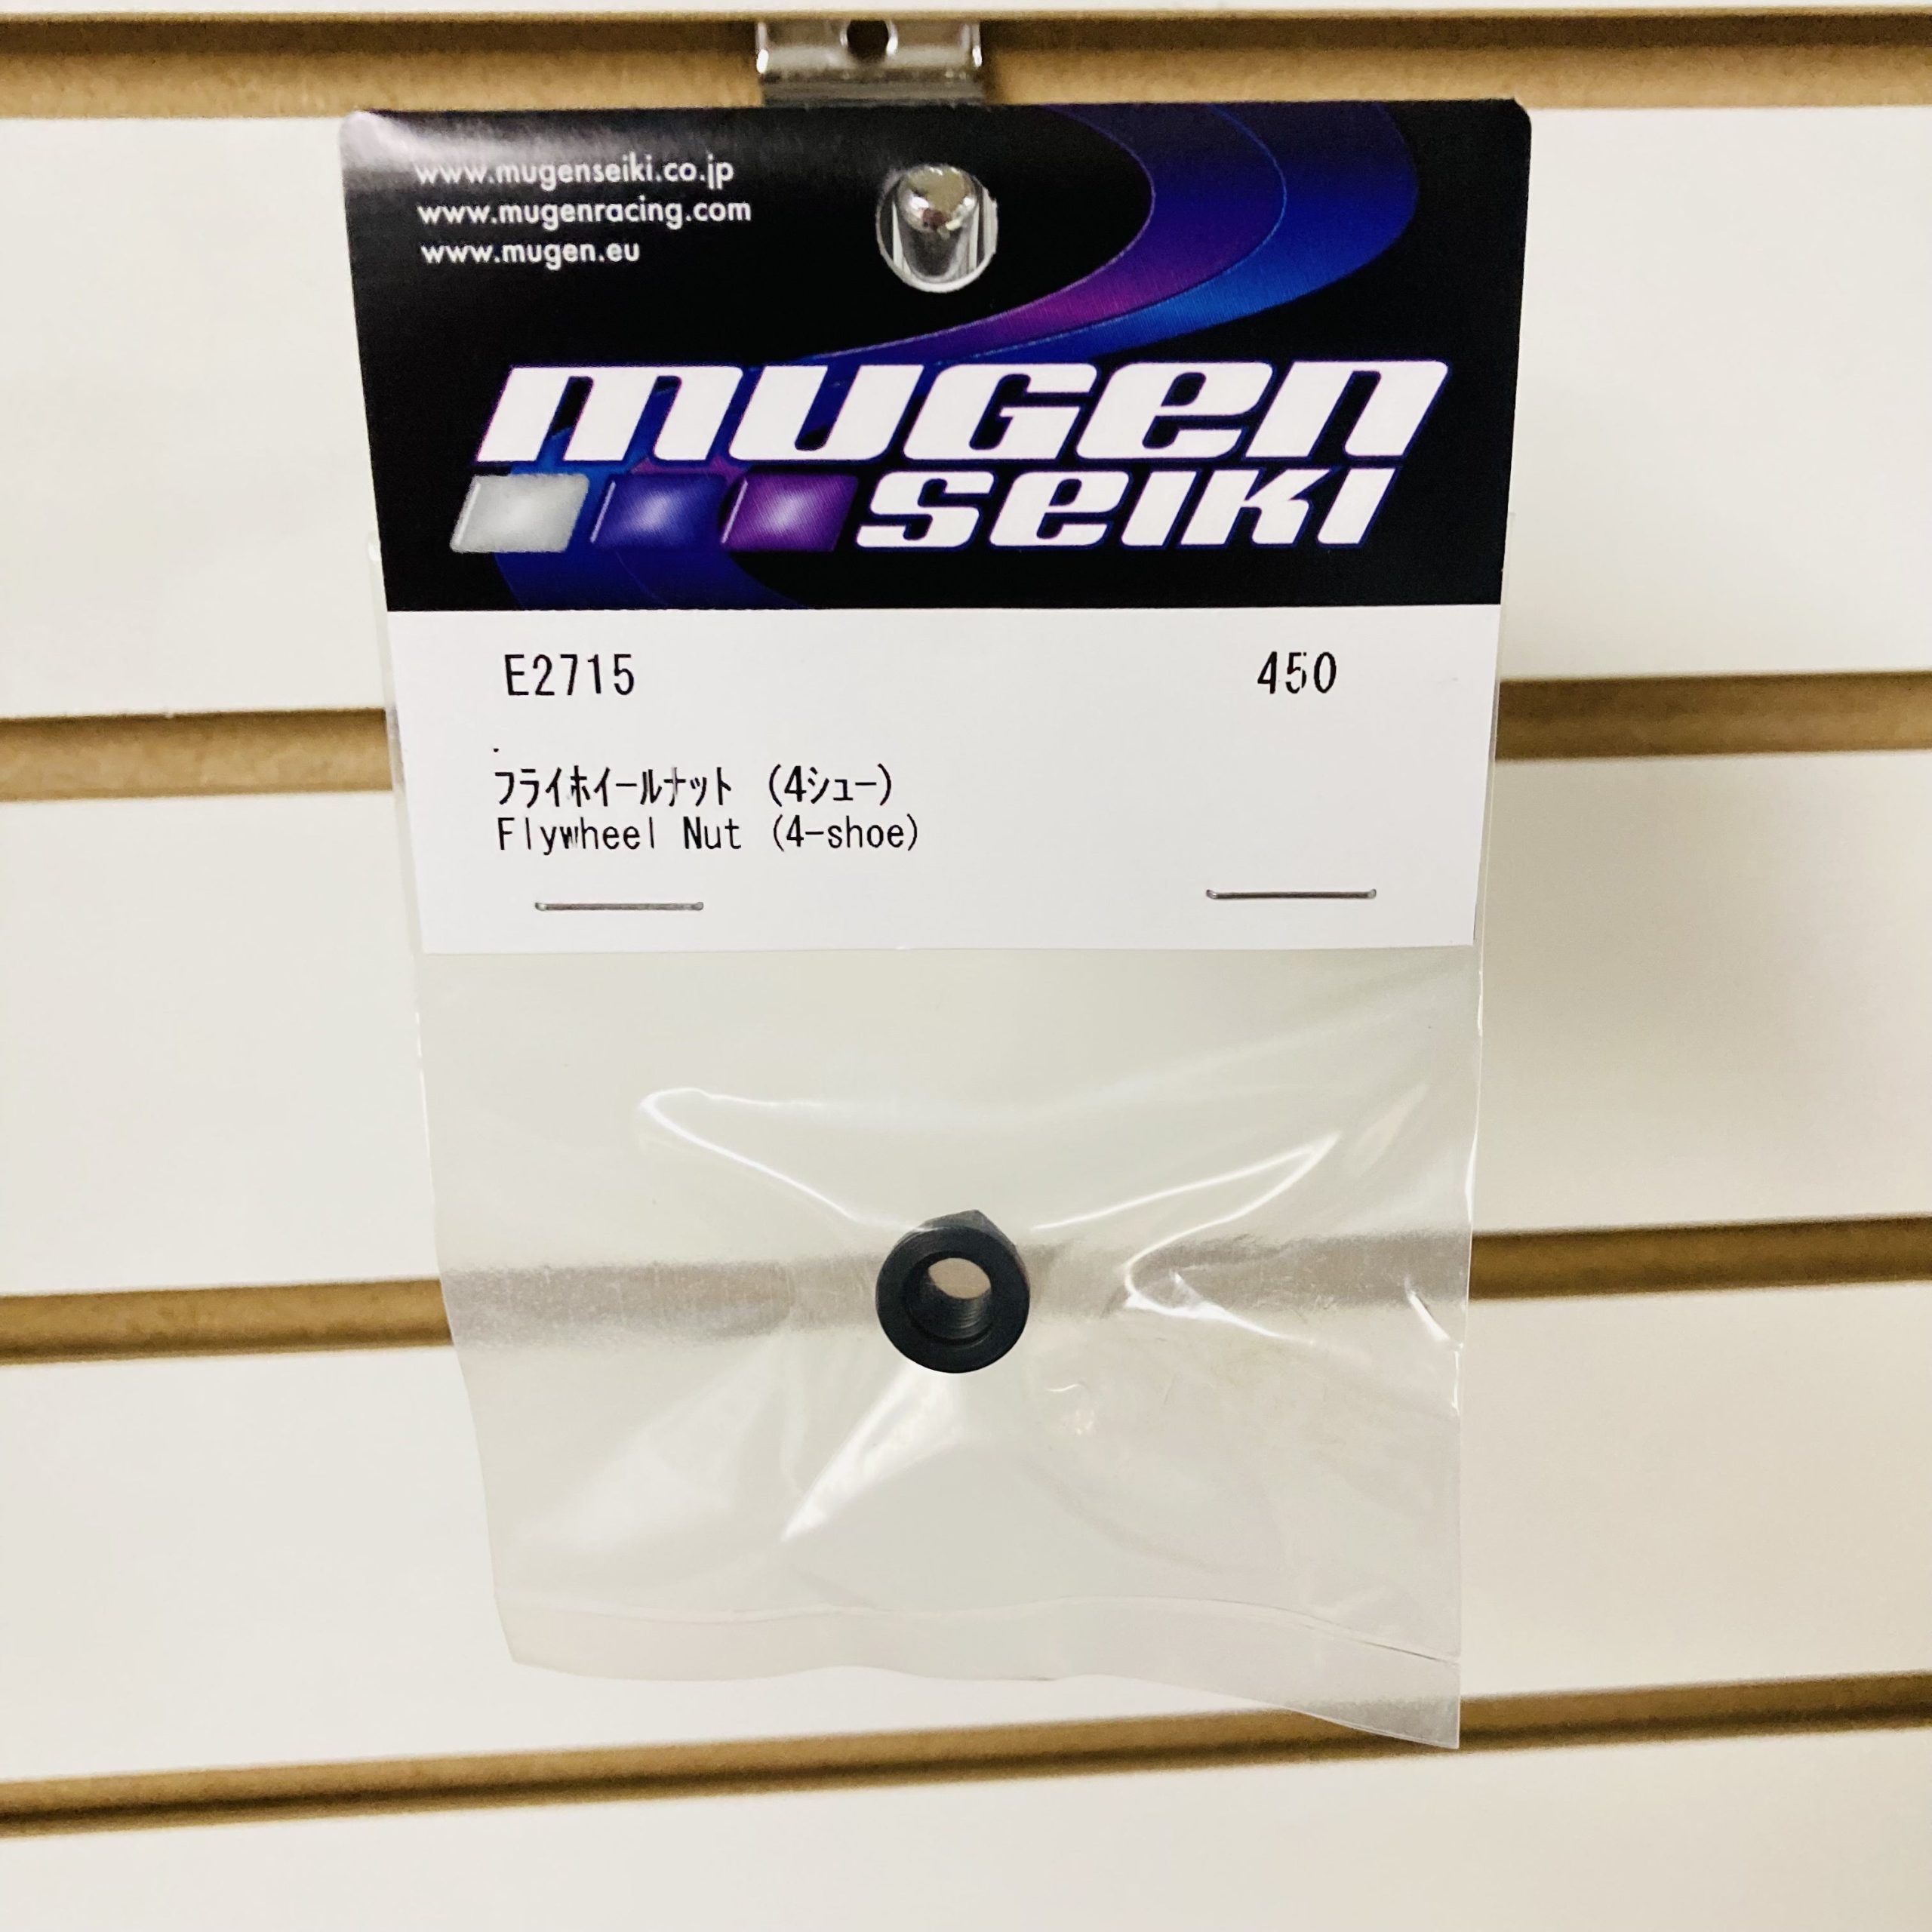 www.mugenseiki.co.jp
www.mugenracing.com
www.mugen.eu
mugen
seiki
E2715 450
フライホイールナット (4シュー)
Flywheel Nut (4-shoe)